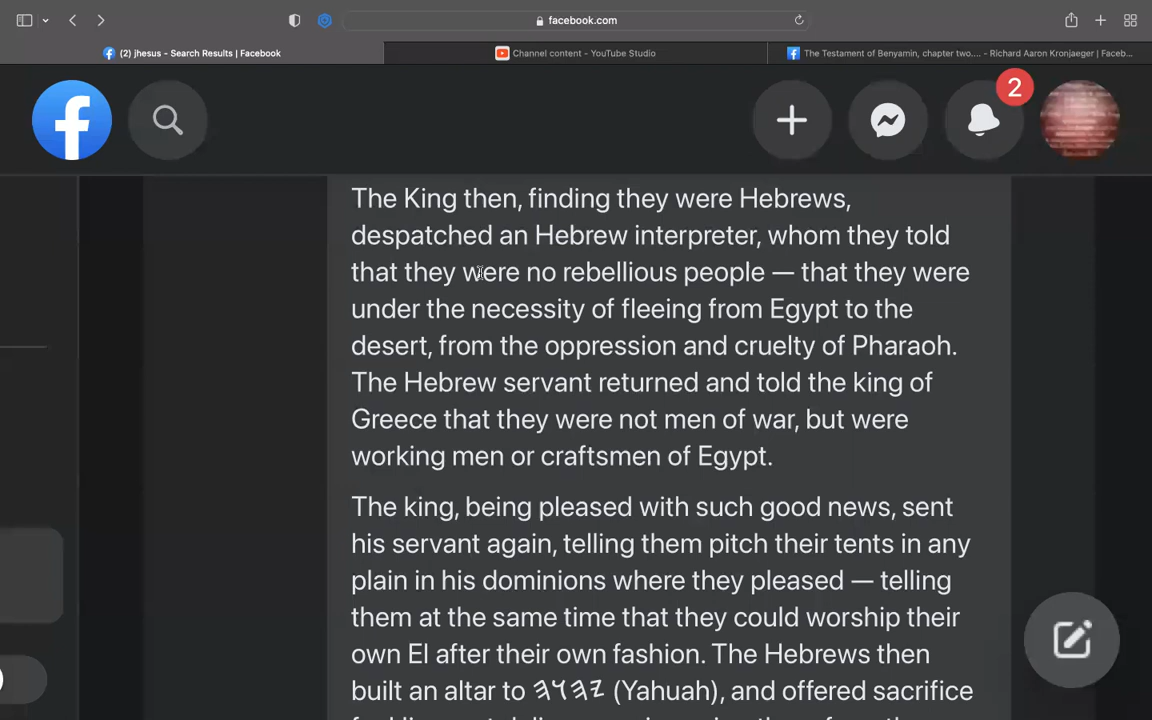 facebook.com
(2) jhesus - Search Results | Facebook
Channel content - YouTube Studio
The Testament of Benyamin, chapter two.... - Richard Aaron Kronjaeger | Faceb...
2
The King then, finding they were Hebrews,
despatched an Hebrew interpreter, whom they told
that they were no rebellious people — that they were
under the necessity of fleeing from Egypt to the
desert, from the oppression and cruelty of Pharaoh.
The Hebrew servant returned and told the king of
Greece that they were not men of war, but were
working men or craftsmen of Egypt.
The king, being pleased with such good news, sent
his servant again, telling them pitch their tents in any
plain in his dominions where they pleased — telling
them at the same time that they could worship their
own El after their own fashion. The Hebrews then
built an altar to 𐤉𐤄𐤅𐤄 (Yahuah), and offered sacrifice